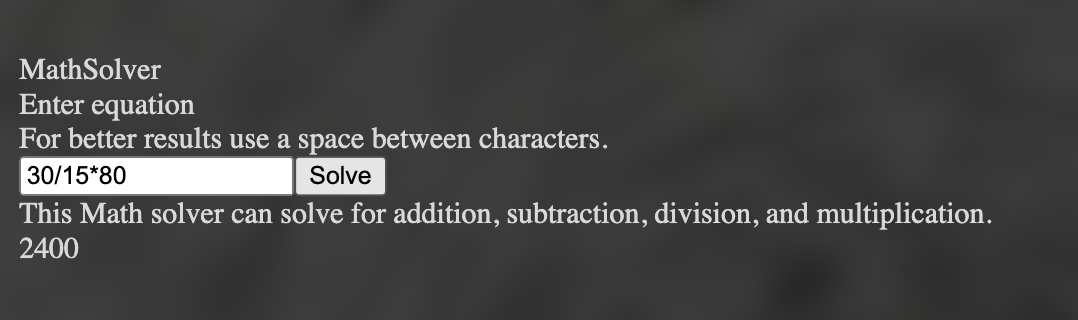 MathSolver
Enter equation
For better results use a space between characters.
30/15*80 Solve
This Math solver can solve for addition, subtraction, division, and multiplication.
2400